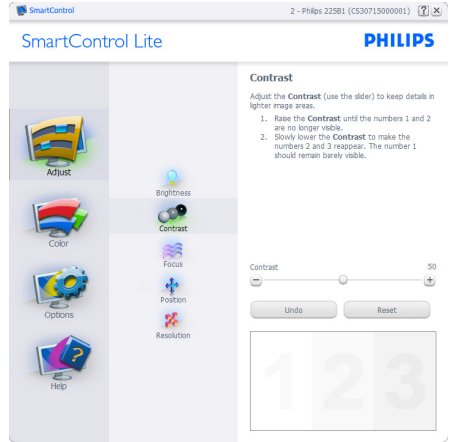 SmartControl
2 - Philips 225B1 (CS30715000001)
SmartControl Lite
PHILIPS
Adjust
Color
Options
Help
Brightness
Contrast
Focus
Position
Resolution
Contrast
Adjust the Contrast (use the slider) to keep details in
lighter image areas.
1. Raise the Contrast until the numbers 1 and 2
are no longer visible.
2. Slowly lower the Contrast to make the
numbers 2 and 3 reappear. The number 1
should remain barely visible.
Contrast 50
Undo Reset
1 2 3